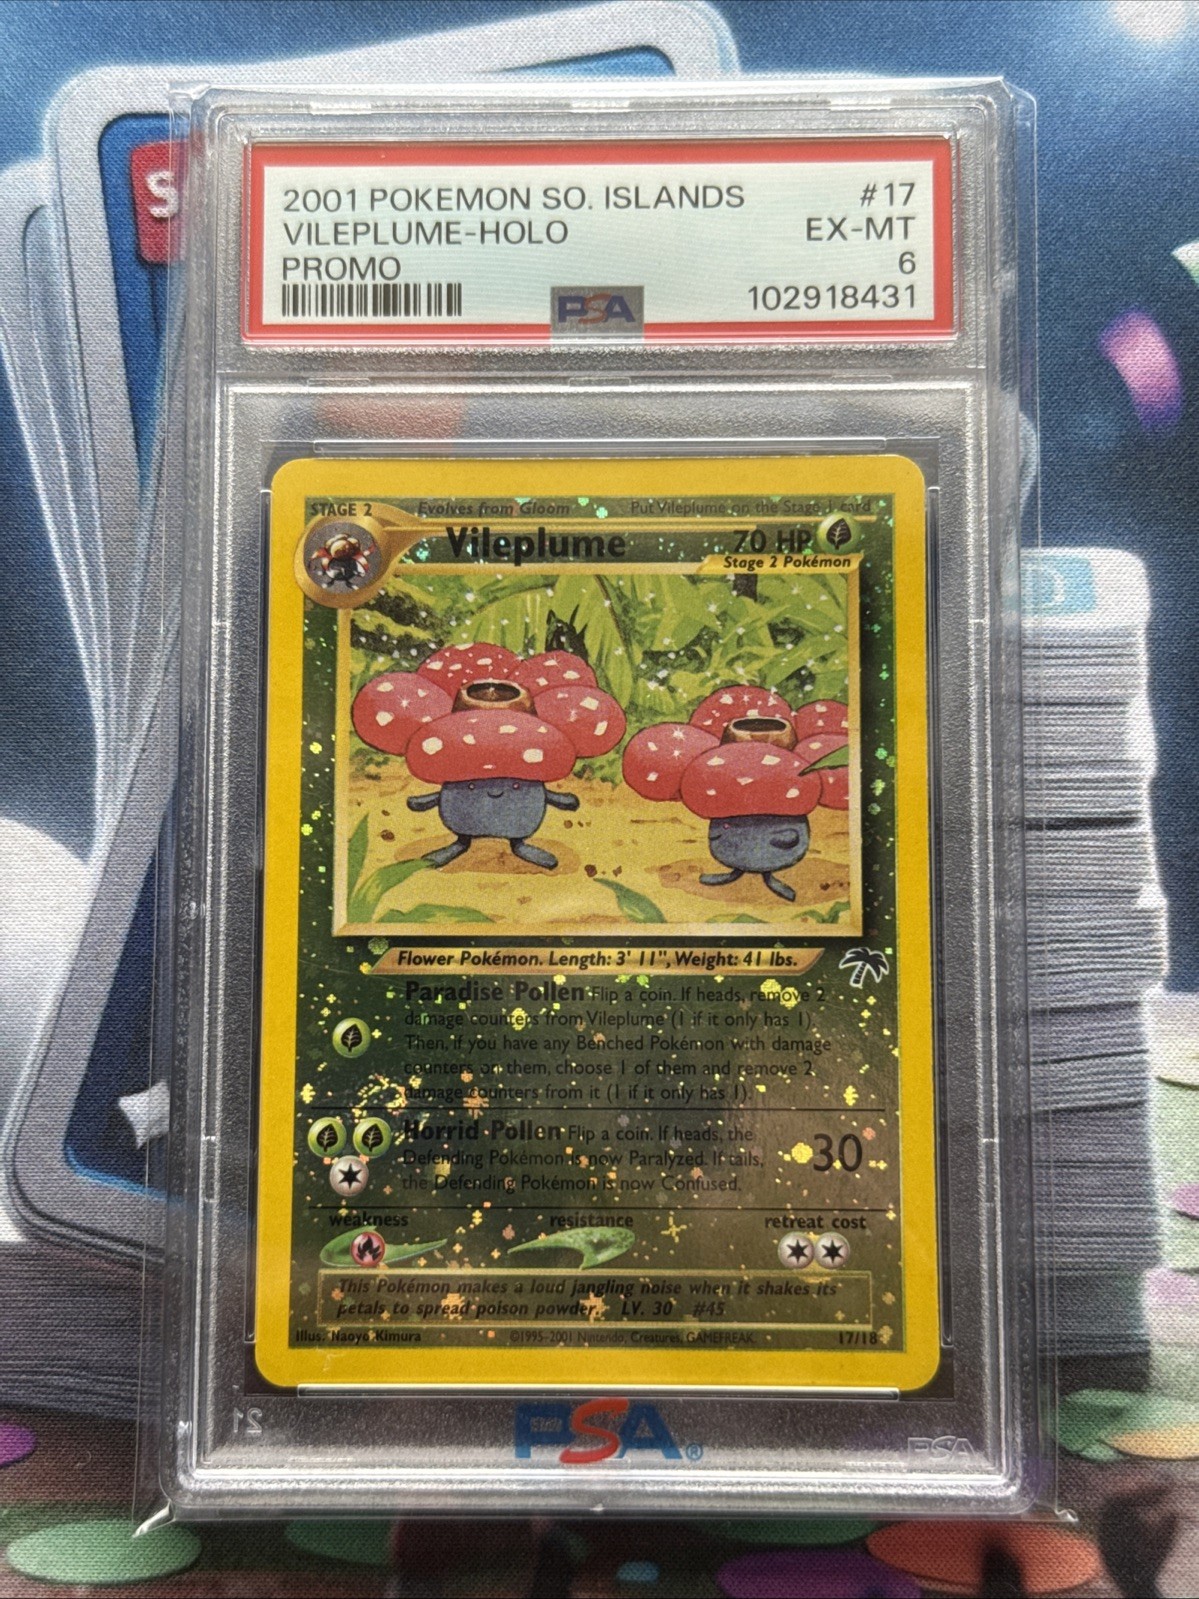 2001 POKEMON SO. ISLANDS #17
VILEPLUME-HOLO EX-MT
PROMO 6
102918431
PSA
STAGE 2 Evolves from Gloom Put Vileplume on the Stage 1 card
Vileplume 70 HP
Stage 2 Pokémon
Flower Pokémon. Length: 3' 11", Weight: 41 lbs.
Paradise Pollen Flip a coin. If heads, remove 2
damage counters from Vileplume (1 if it only has 1).
Then, if you have any Benched Pokémon with damage
counters on them, choose 1 of them and remove 2
damage counters from it (1 if it only has 1).
Horrid Pollen Flip a coin. If heads, the
Defending Pokémon is now Paralyzed. If tails,
the Defending Pokémon is now Confused.
30
weakness resistance retreat cost
This Pokémon makes a loud jangling noise when it shakes its
petals to spread poison powder. LV. 30 #45
Illus. Naoyo Kimura ©1995-2001 Nintendo, Creatures, GAMEFREAK. 17/18
21
PSA®
PSA